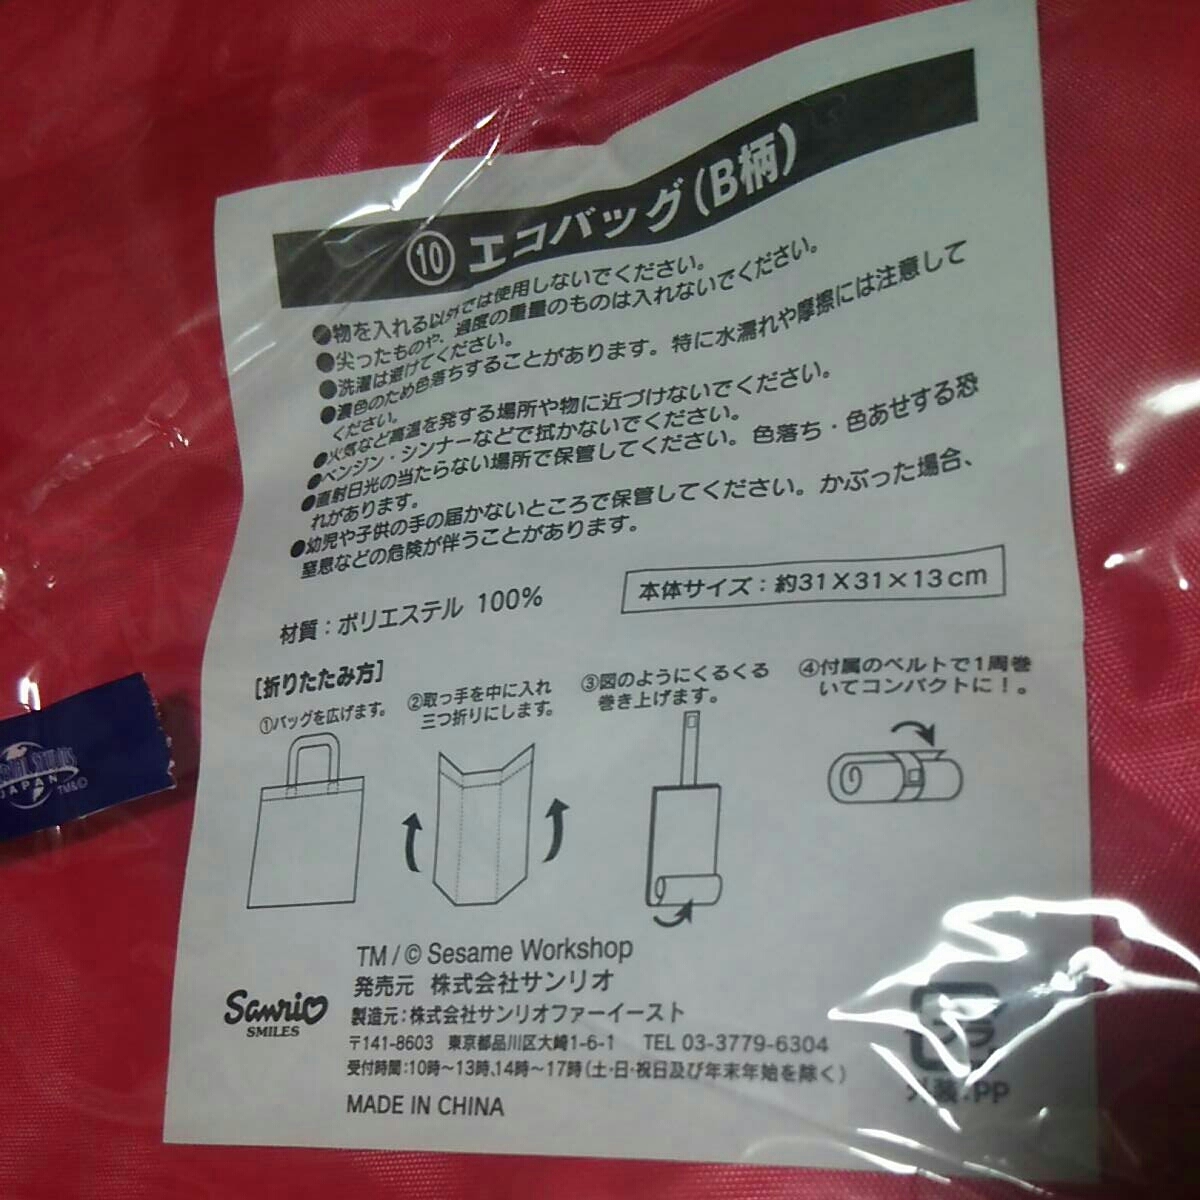 ⑩ エコバッグ(B柄)
●物を入れる以外では使用しないでください。
●尖ったものや、過度の重量のものは入れないでください。
●洗濯は避けてください。
●濃色のため色落ちすることがあります。特に水濡れや摩擦には注意して
ください。
●火気など高温を発する場所や物に近づけないでください。
●ベンジン・シンナーなどで拭かないでください。
●直射日光の当たらない場所で保管してください。色落ち・色あせする恐
れがあります。
●幼児や子供の手の届かないところで保管してください。かぶった場合、
窒息などの危険が伴うことがあります。
材質:ポリエステル 100%
本体サイズ:約31×31×13cm
[折りたたみ方]
①バッグを広げます。
②取っ手を中に入れ
三つ折りにします。
③図のようにくるくる
巻き上げます。
④付属のベルトで1周巻
いてコンパクトに!。
TM/© Sesame Workshop
発売元 株式会社サンリオ
Sanrio
SMILES
製造元:株式会社サンリオファーイースト
〒141-8603 東京都品川区大崎1-6-1 TEL 03-3779-6304
受付時間:10時～13時、14時～17時(土・日・祝日及び年末年始を除く)
MADE IN CHINA
プラ
外装:PP
STUDIOS
JAPAN TM&©